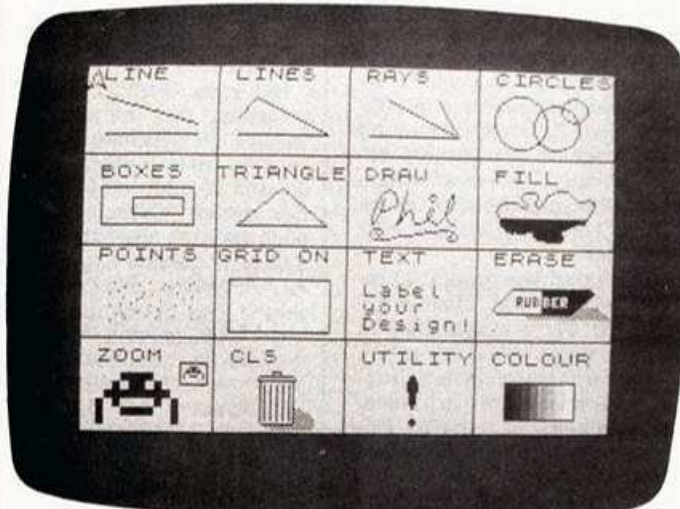 LINE LINES RAYS CIRCLES
BOXES TRIANGLE DRAW FILL
Phil
POINTS GRID ON TEXT ERASE
Label
your
Design!
RUBBER
ZOOM CLS UTILITY COLOUR